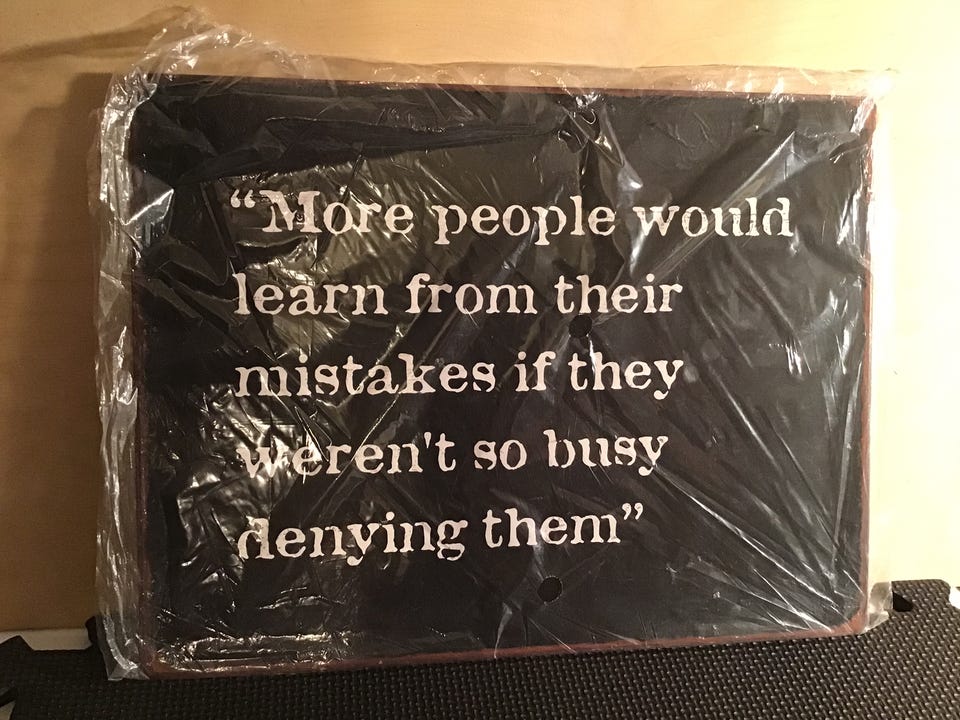 “More people would
learn from their
mistakes if they
weren't so busy
denying them”